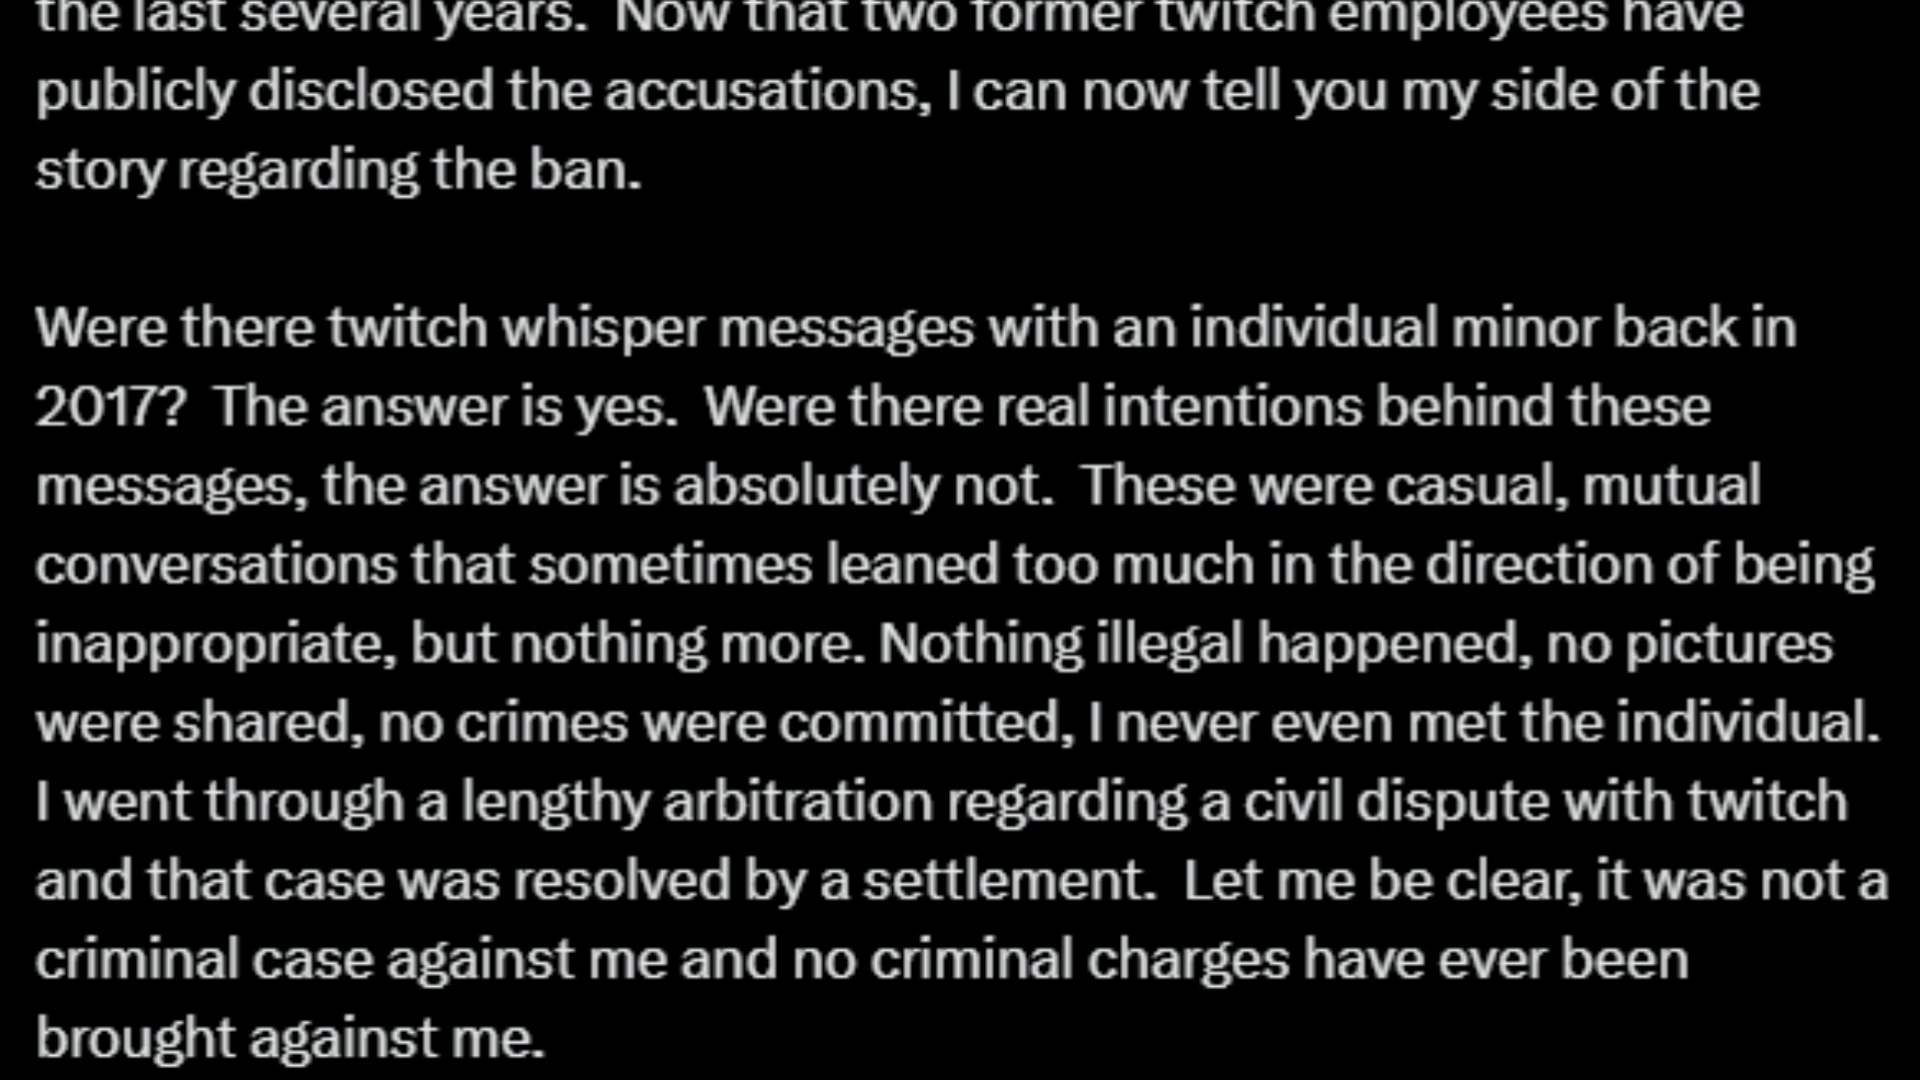 the last several years.  Now that two former twitch employees have
publicly disclosed the accusations, I can now tell you my side of the
story regarding the ban.
Were there twitch whisper messages with an individual minor back in
2017?  The answer is yes.  Were there real intentions behind these
messages, the answer is absolutely not.  These were casual, mutual
conversations that sometimes leaned too much in the direction of being
inappropriate, but nothing more. Nothing illegal happened, no pictures
were shared, no crimes were committed, I never even met the individual.
I went through a lengthy arbitration regarding a civil dispute with twitch
and that case was resolved by a settlement.  Let me be clear, it was not a
criminal case against me and no criminal charges have ever been
brought against me.